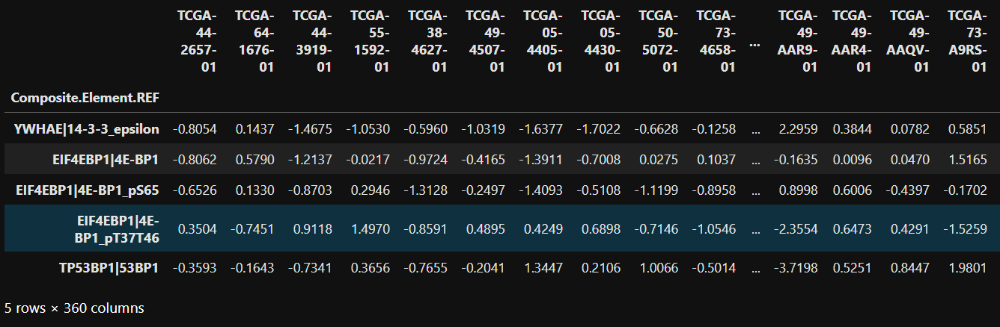 TCGA- TCGA- TCGA- TCGA- TCGA- TCGA- TCGA- TCGA- TCGA- TCGA- TCGA- TCGA- TCGA- TCGA-
44- 64- 44- 55- 38- 49- 05- 05- 50- 73- 49- 49- 49- 73-
2657- 1676- 3919- 1592- 4627- 4507- 4405- 4430- 5072- 4658- ... AAR9- AAR4- AAQV- A9RS-
01 01 01 01 01 01 01 01 01 01 01 01 01 01
Composite.Element.REF
YWHAE|14-3-3_epsilon -0.8054 0.1437 -1.4675 -1.0530 -0.5960 -1.0319 -1.6377 -1.7022 -0.6628 -0.1258 ... 2.2959 0.3844 0.0782 0.5851
EIF4EBP1|4E-BP1 -0.8062 0.5790 -1.2137 -0.0217 -0.9724 -0.4165 -1.3911 -0.7008 0.0275 0.1037 ... -0.1635 0.0096 0.0470 1.5165
EIF4EBP1|4E-BP1_pS65 -0.6526 0.1330 -0.8703 0.2946 -1.3128 -0.2497 -1.4093 -0.5108 -1.1199 -0.8958 ... 0.8998 0.6006 -0.4397 -0.1702
EIF4EBP1|4E-
BP1_pT37T46 0.3504 -0.7451 0.9118 1.4970 -0.8591 0.4895 0.4249 0.6898 -0.7146 -1.0546 ... -2.3554 0.6473 0.4291 -1.5259
TP53BP1|53BP1 -0.3593 -0.1643 -0.7341 0.3656 -0.7655 -0.2041 1.3447 0.2106 1.0066 -0.5014 ... -3.7198 0.5251 0.8447 1.9801
5 rows × 360 columns